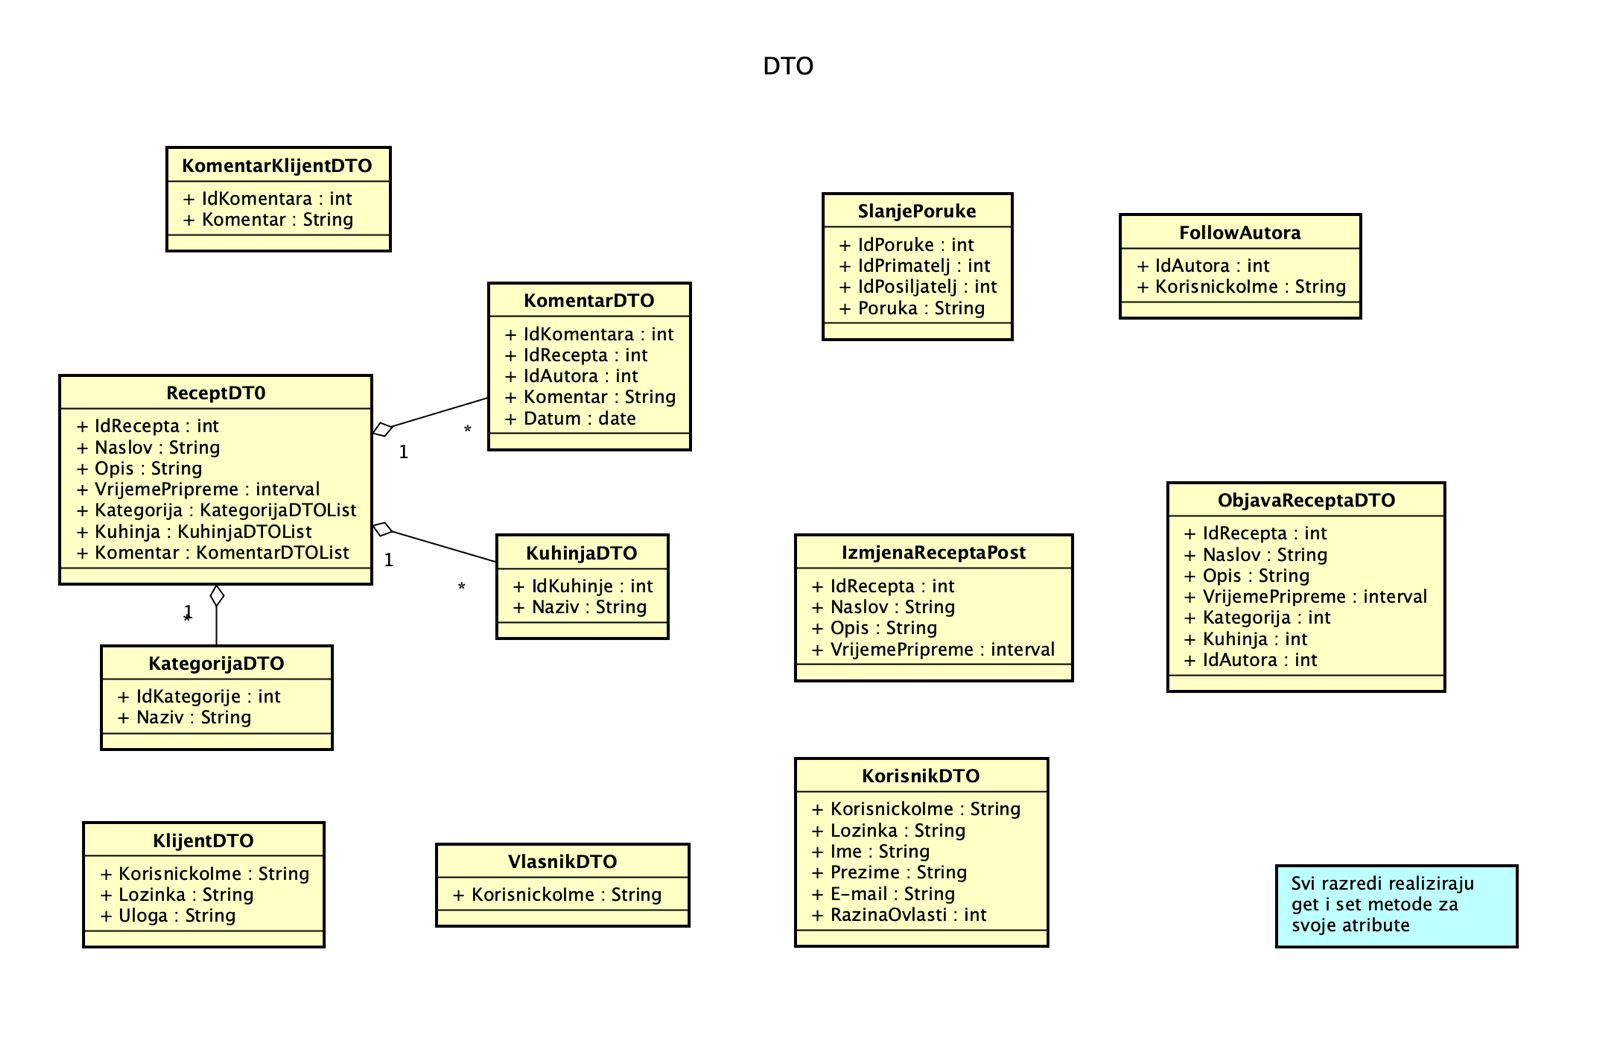 DTO
KomentarKlijentDTO
+ IdKomentara : int
+ Komentar : String
SlanjePoruke
+ IdPoruke : int
+ IdPrimatelj : int
+ IdPosiljatelj : int
+ Poruka : String
FollowAutora
+ IdAutora : int
+ KorisnickoIme : String
KomentarDTO
+ IdKomentara : int
+ IdRecepta : int
+ IdAutora : int
+ Komentar : String
+ Datum : date
ReceptDT0
+ IdRecepta : int
+ Naslov : String
+ Opis : String
+ VrijemePripreme : interval
+ Kategorija : KategorijaDTOList
+ Kuhinja : KuhinjaDTOList
+ Komentar : KomentarDTOList
1
*
1
*
1
*
KuhinjaDTO
+ IdKuhinje : int
+ Naziv : String
KategorijaDTO
+ IdKategorije : int
+ Naziv : String
IzmjenaReceptaPost
+ IdRecepta : int
+ Naslov : String
+ Opis : String
+ VrijemePripreme : interval
ObjavaReceptaDTO
+ IdRecepta : int
+ Naslov : String
+ Opis : String
+ VrijemePripreme : interval
+ Kategorija : int
+ Kuhinja : int
+ IdAutora : int
KlijentDTO
+ KorisnickoIme : String
+ Lozinka : String
+ Uloga : String
VlasnikDTO
+ KorisnickoIme : String
KorisnikDTO
+ KorisnickoIme : String
+ Lozinka : String
+ Ime : String
+ Prezime : String
+ E-mail : String
+ RazinaOvlasti : int
Svi razredi realiziraju
get i set metode za
svoje atribute